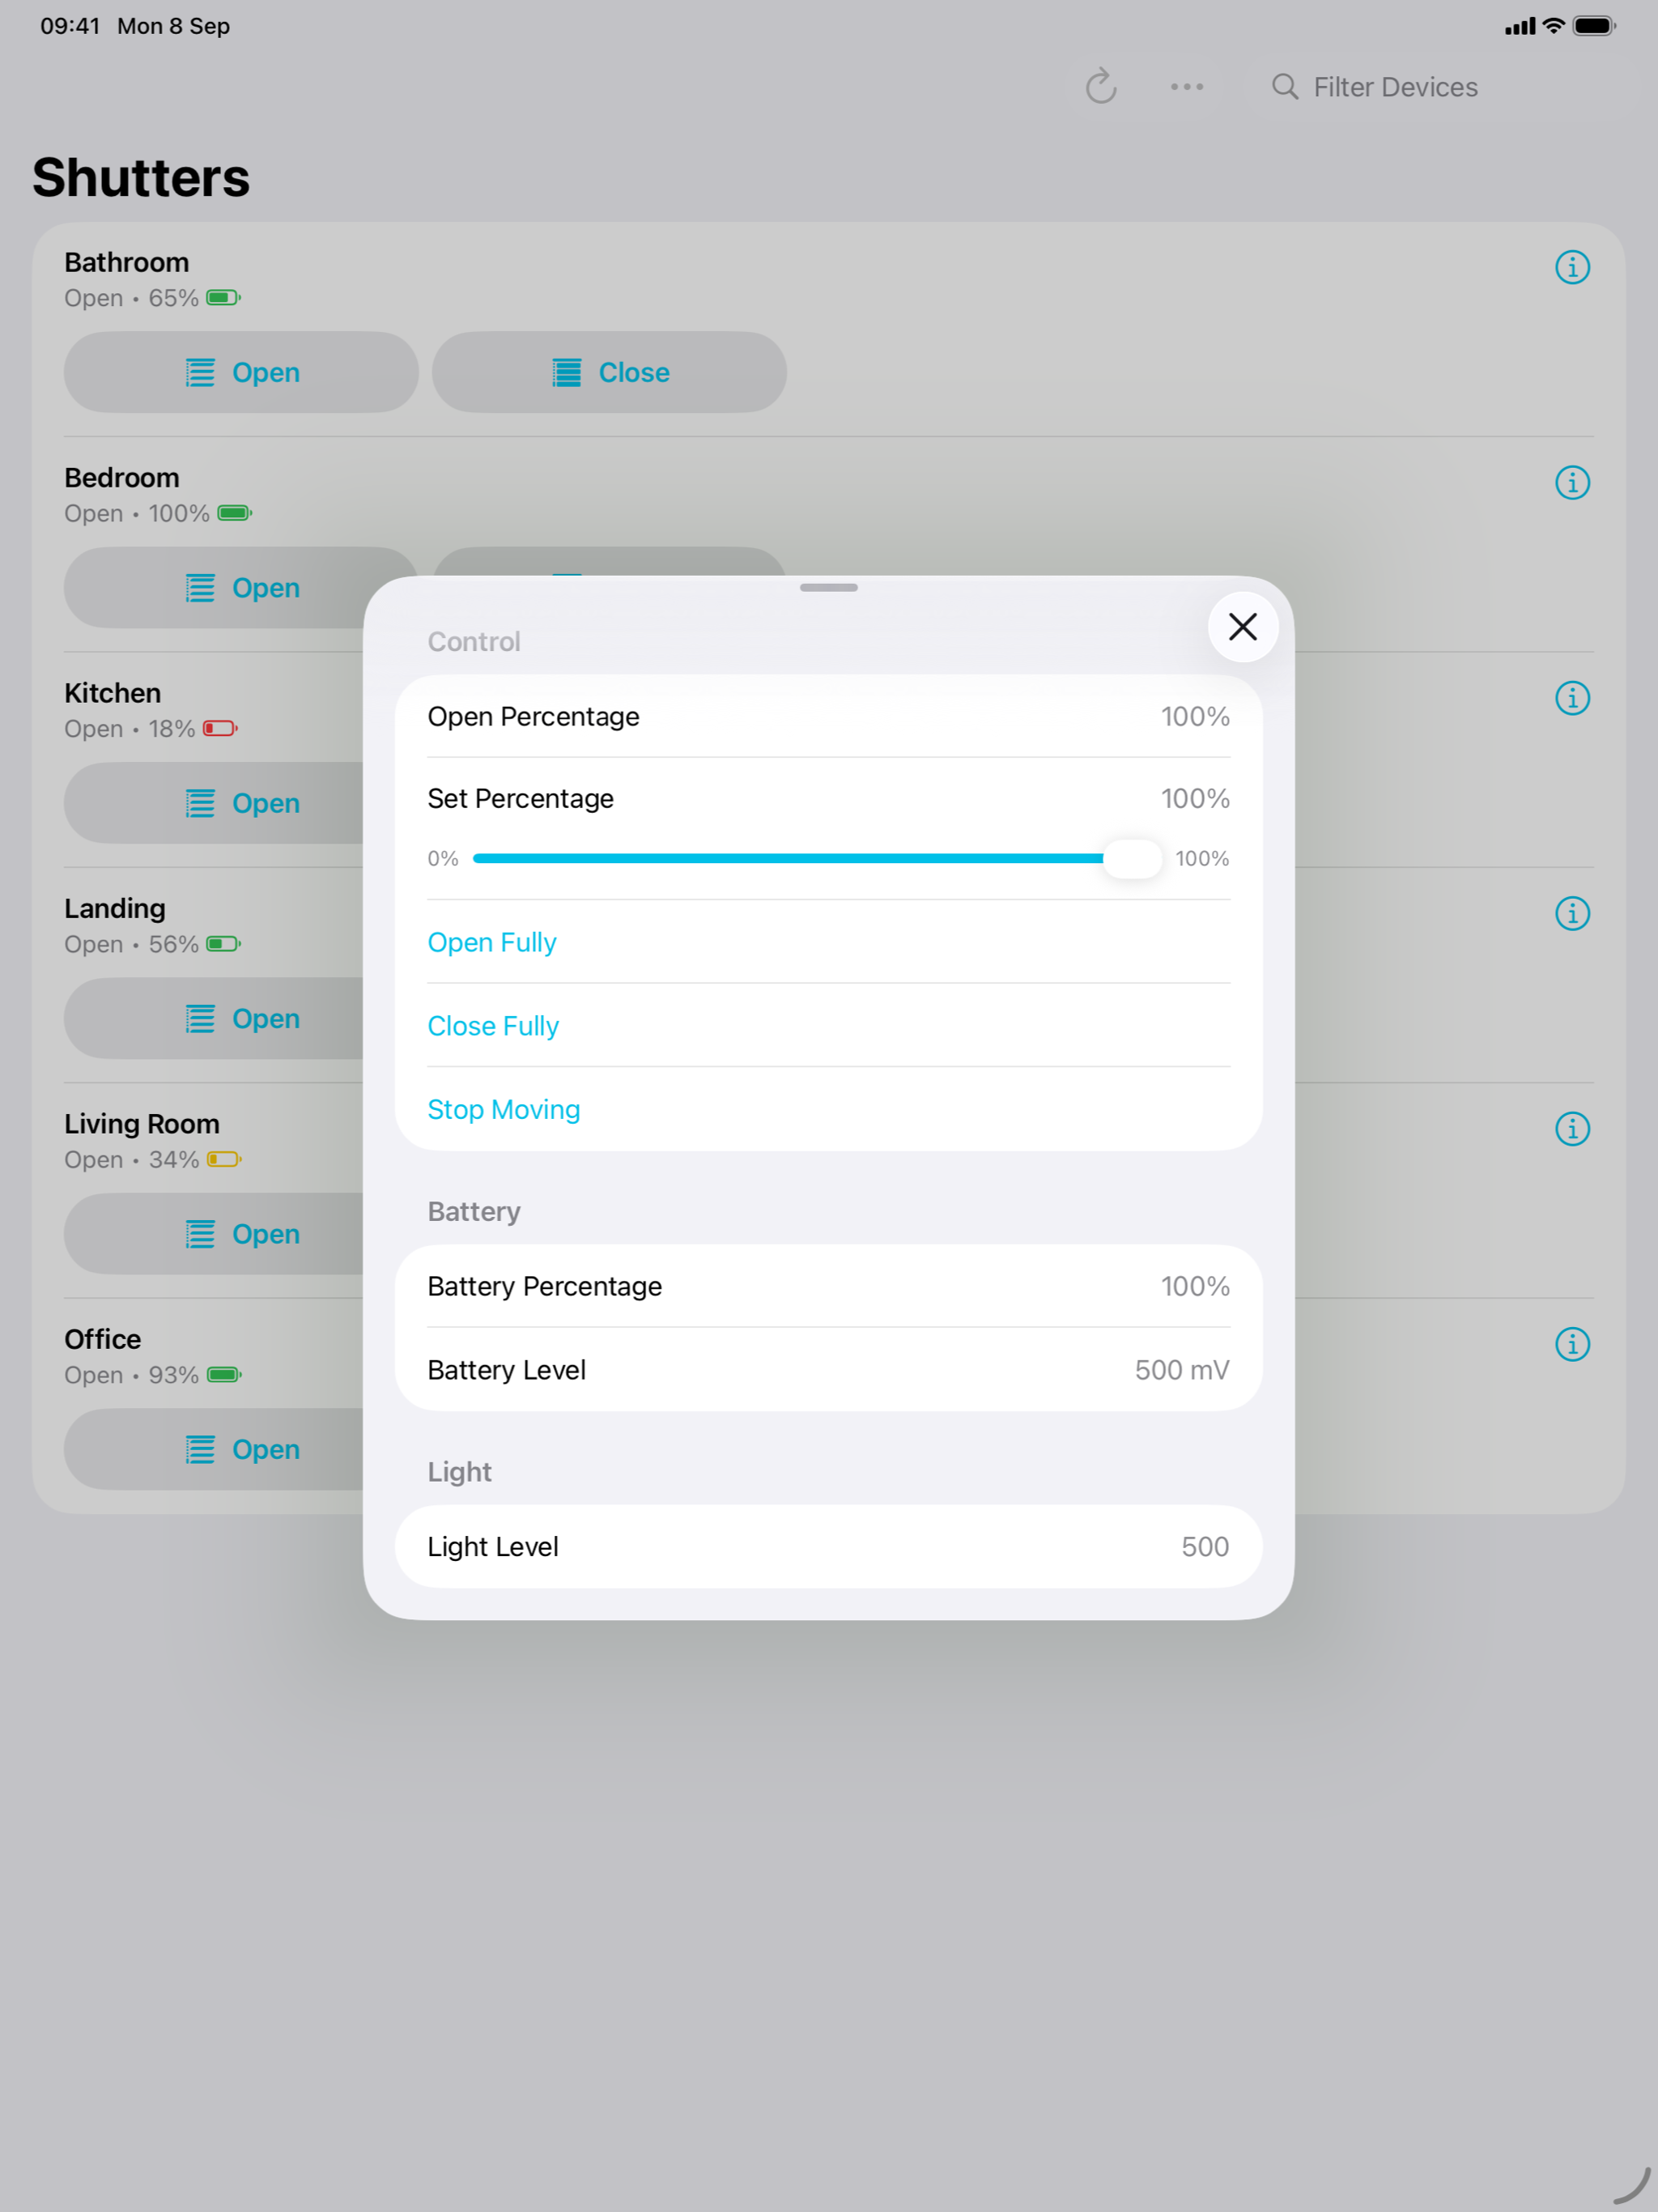 09:41 Mon 8 Sep
Filter Devices
Shutters
Bathroom
Open • 65%
Open
Close
Bedroom
Open • 100%
Open
Kitchen
Open • 18%
Open
Landing
Open • 56%
Open
Living Room
Open • 34%
Open
Office
Open • 93%
Open
Control
Open Percentage 100%
Set Percentage 100%
0% 100%
Open Fully
Close Fully
Stop Moving
Battery
Battery Percentage 100%
Battery Level 500 mV
Light
Light Level 500